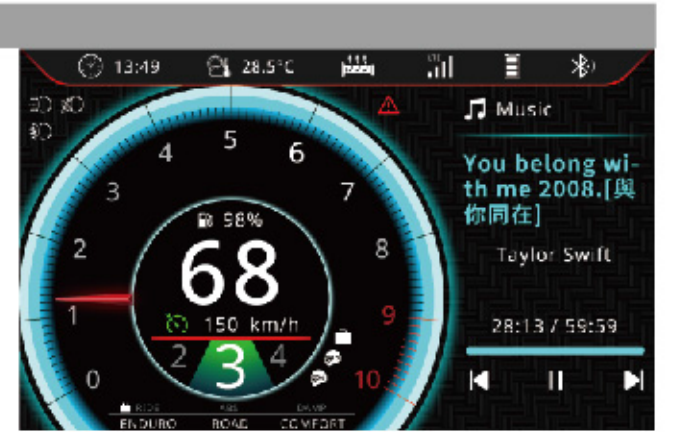 13:49
28.5°C
LTE
Music
You belong wi-
th me 2008.[與
你同在]
Taylor Swift
28:13 / 59:59
0
1
2
3
4
5
6
7
8
9
10
98%
68
150 km/h
2 3 4
RIDE ABS DAMP
ENDURO ROAD COMFORT